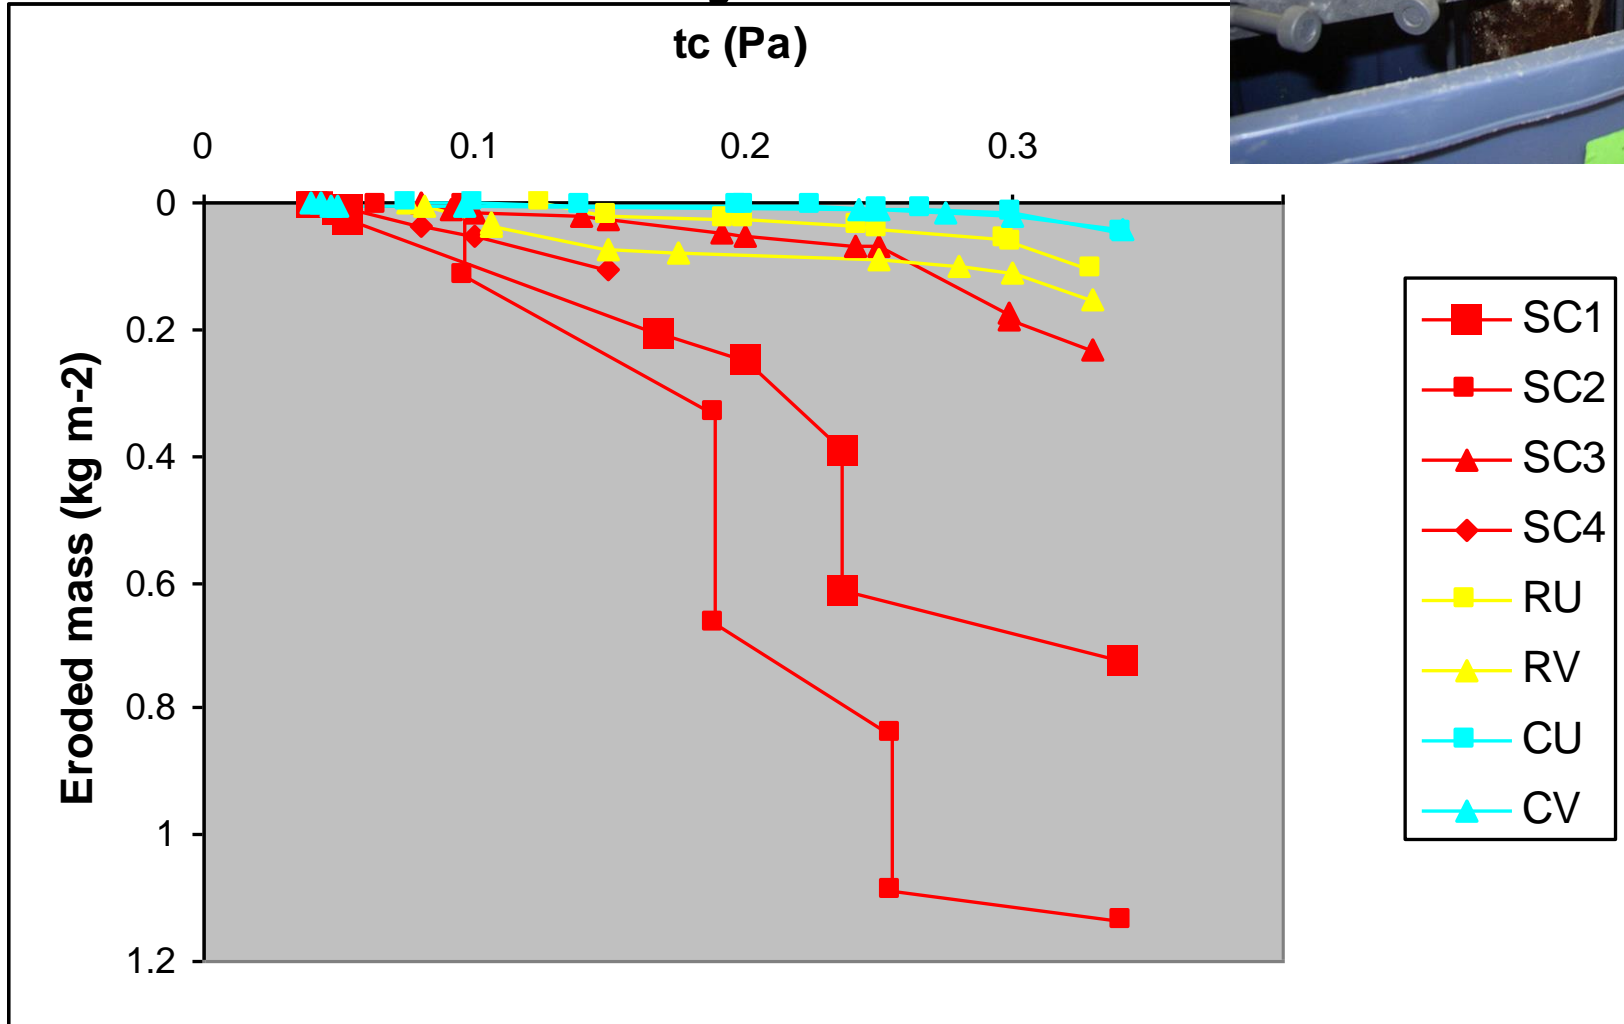 tc (Pa)
0 0.1 0.2 0.3
0
0.2
0.4
0.6
0.8
1
1.2
Eroded mass (kg m-2)
SC1
SC2
SC3
SC4
RU
RV
CU
CV